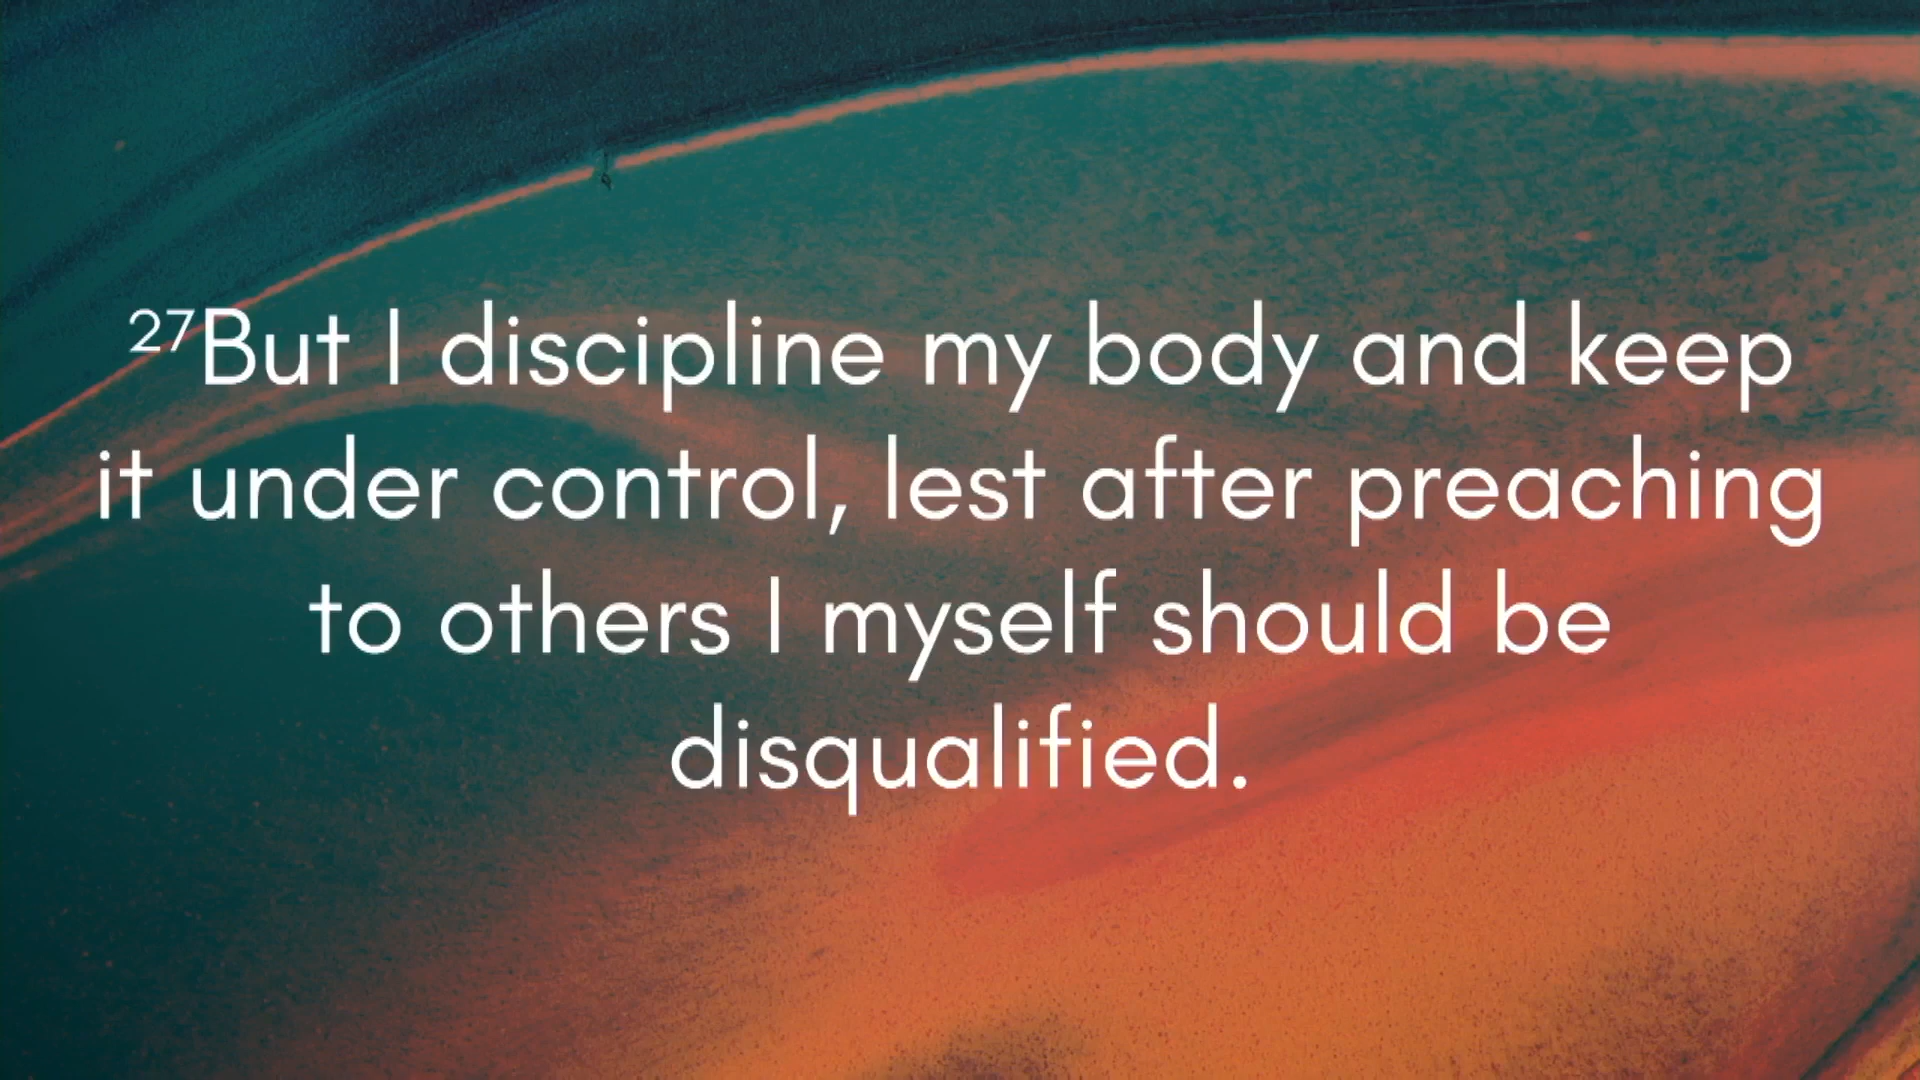 ²⁷But I discipline my body and keep
it under control, lest after preaching
to others I myself should be
disqualified.